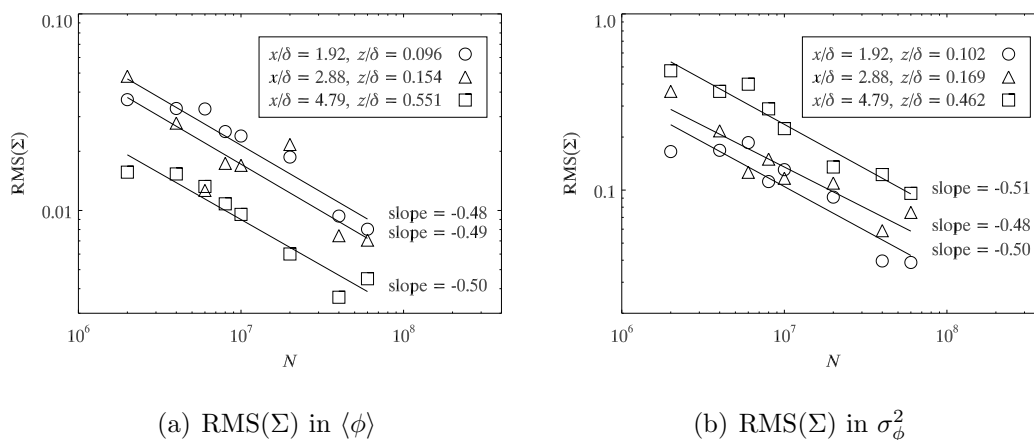 0.10
0.01
RMS(Σ)
x/δ = 1.92, z/δ = 0.096
x/δ = 2.88, z/δ = 0.154
x/δ = 4.79, z/δ = 0.551
slope = -0.48
slope = -0.49
slope = -0.50
10⁶ 10⁷ 10⁸
N
(a) RMS(Σ) in ⟨ϕ⟩
1.0
0.1
RMS(Σ)
x/δ = 1.92, z/δ = 0.102
x/δ = 2.88, z/δ = 0.169
x/δ = 4.79, z/δ = 0.462
slope = -0.51
slope = -0.48
slope = -0.50
10⁶ 10⁷ 10⁸
N
(b) RMS(Σ) in σ²_ϕ